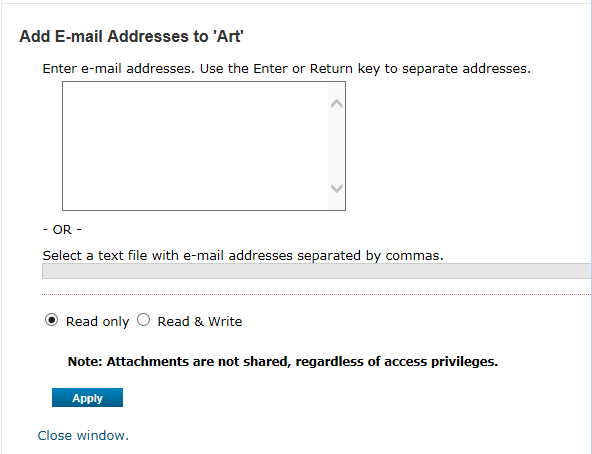 Add E-mail Addresses to 'Art'
Enter e-mail addresses. Use the Enter or Return key to separate addresses.
- OR -
Select a text file with e-mail addresses separated by commas.
Read only Read & Write
Note: Attachments are not shared, regardless of access privileges.
Apply
Close window.